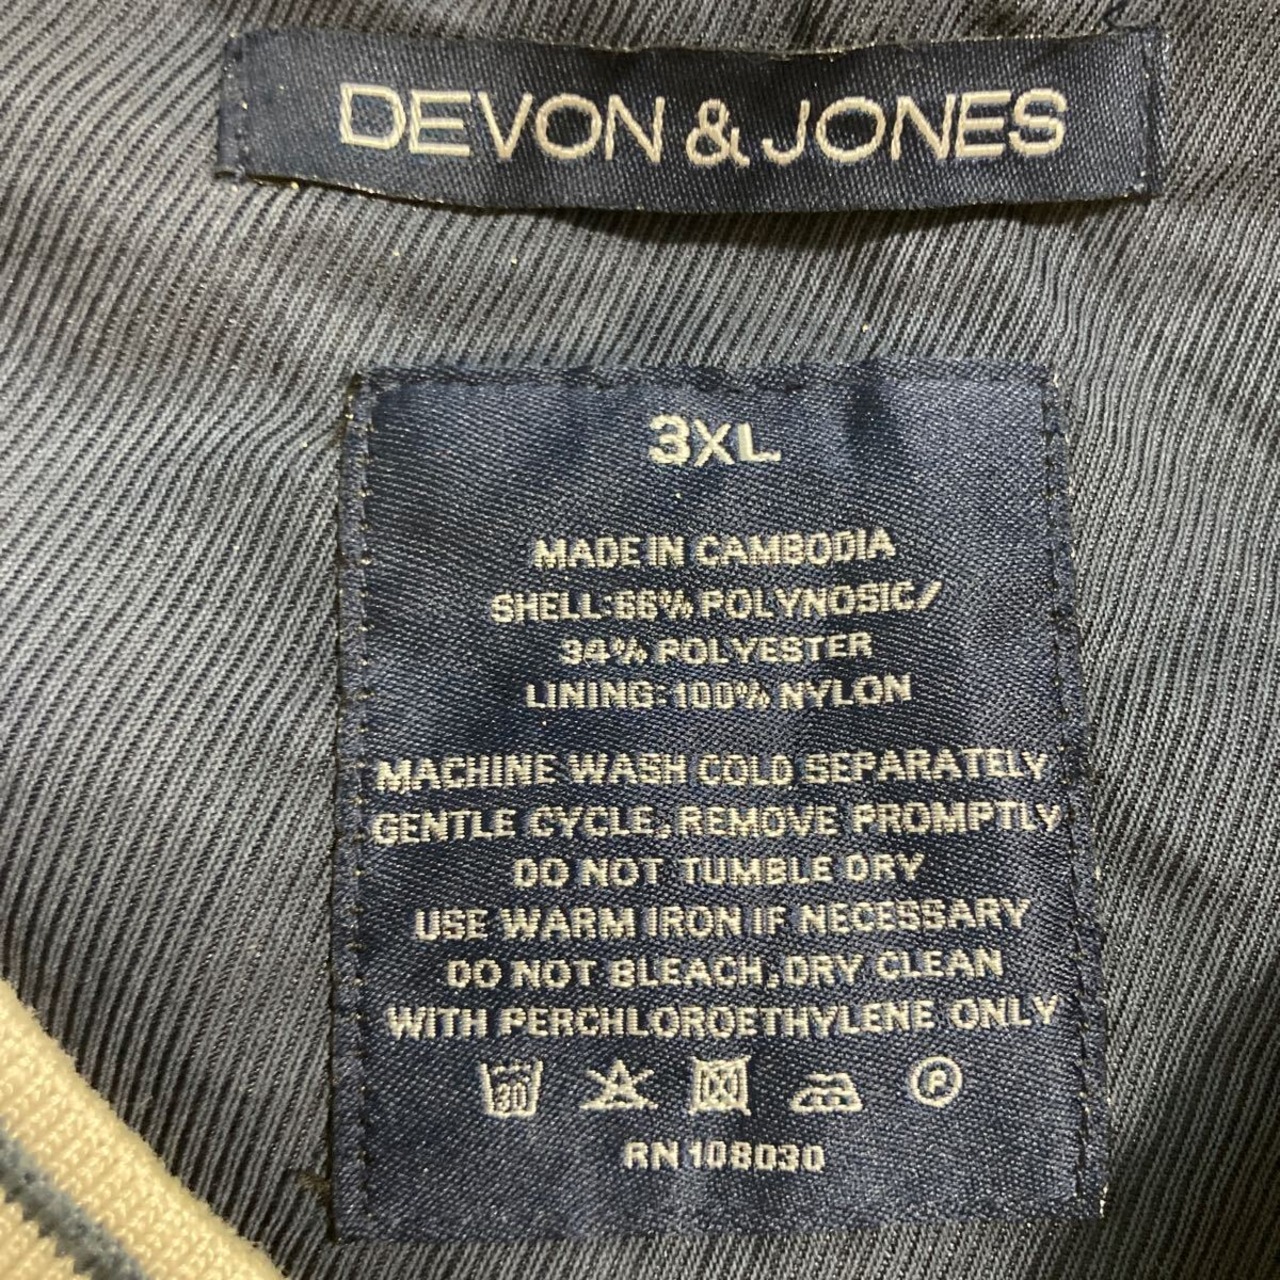 DEVON & JONES
3XL
MADE IN CAMBODIA
SHELL:66% POLYNOSIC/
34% POLYESTER
LINING:100% NYLON
MACHINE WASH COLD SEPARATELY
GENTLE CYCLE, REMOVE PROMPTLY
DO NOT TUMBLE DRY
USE WARM IRON IF NECESSARY
DO NOT BLEACH,DRY CLEAN
WITH PERCHLOROETHYLENE ONLY
30 P
RN 108030